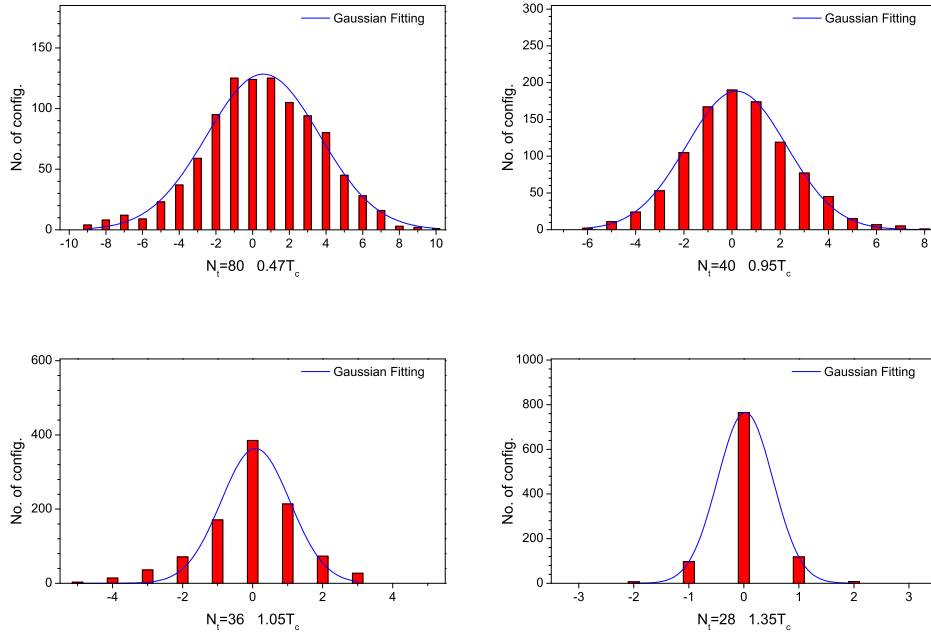 Gaussian Fitting
No. of config.
150
100
50
0
-10 -8 -6 -4 -2 0 2 4 6 8 10
N_t=80 0.47T_c
Gaussian Fitting
No. of config.
300
250
200
150
100
50
0
-6 -4 -2 0 2 4 6 8
N_t=40 0.95T_c
Gaussian Fitting
No. of config.
600
400
200
0
-4 -2 0 2 4
N_t=36 1.05T_c
Gaussian Fitting
No. of config.
1000
800
600
400
200
0
-3 -2 -1 0 1 2 3
N_t=28 1.35T_c